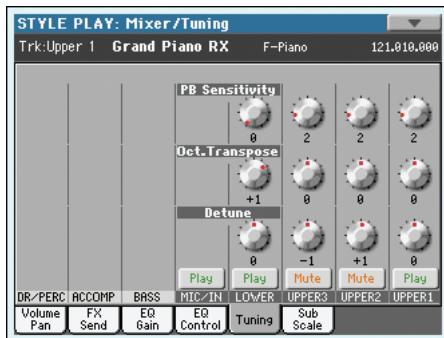 STYLE PLAY: Mixer/Tuning
Trk:Upper 1 Grand Piano RX F-Piano 121.010.000
PB Sensitivity
0 2 2 2
Oct.Transpose
+1 0 0 0
Detune
0 -1 +1 0
Play Play Mute Mute Play
DR/PERC ACCOMP BASS MIC/IN LOWER UPPER3 UPPER2 UPPER1
Volume Pan FX Send EQ Gain EQ Control Tuning Sub Scale